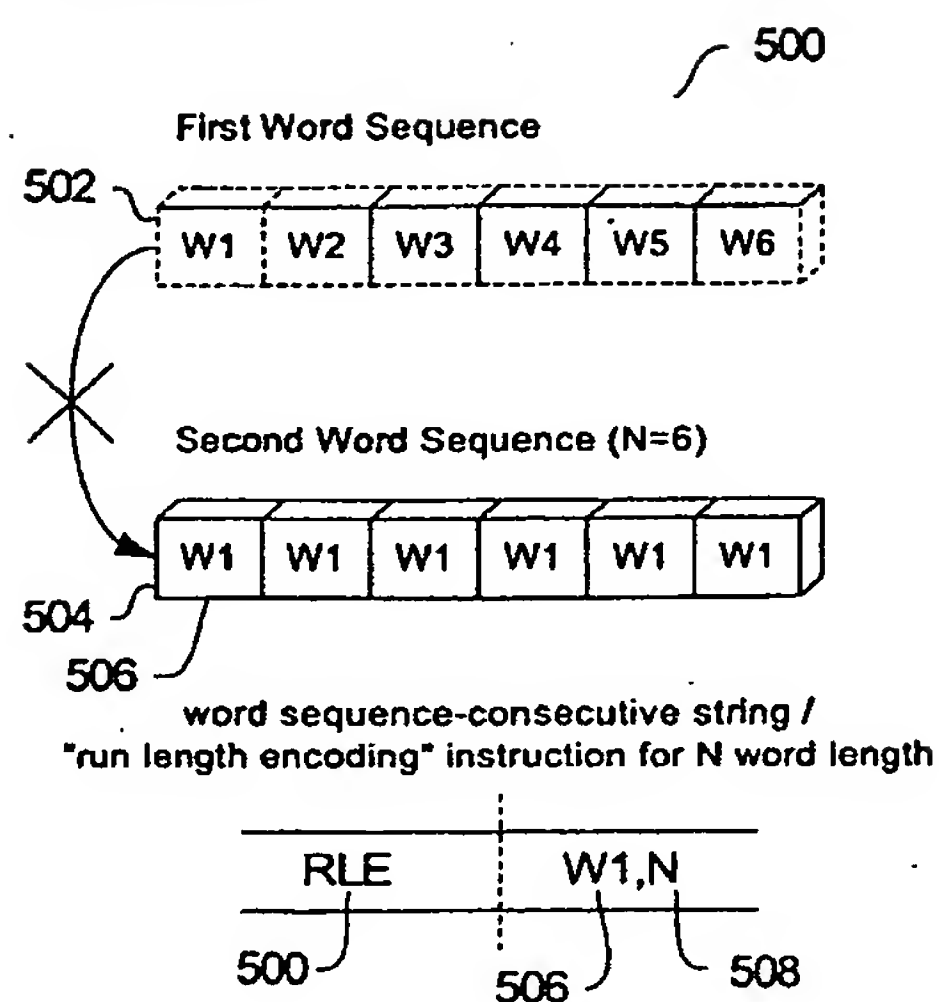 500
First Word Sequence
502
W1 W2 W3 W4 W5 W6
Second Word Sequence (N=6)
W1 W1 W1 W1 W1 W1
504
506
word sequence-consecutive string /
"run length encoding" instruction for N word length
RLE W1,N
500 506 508